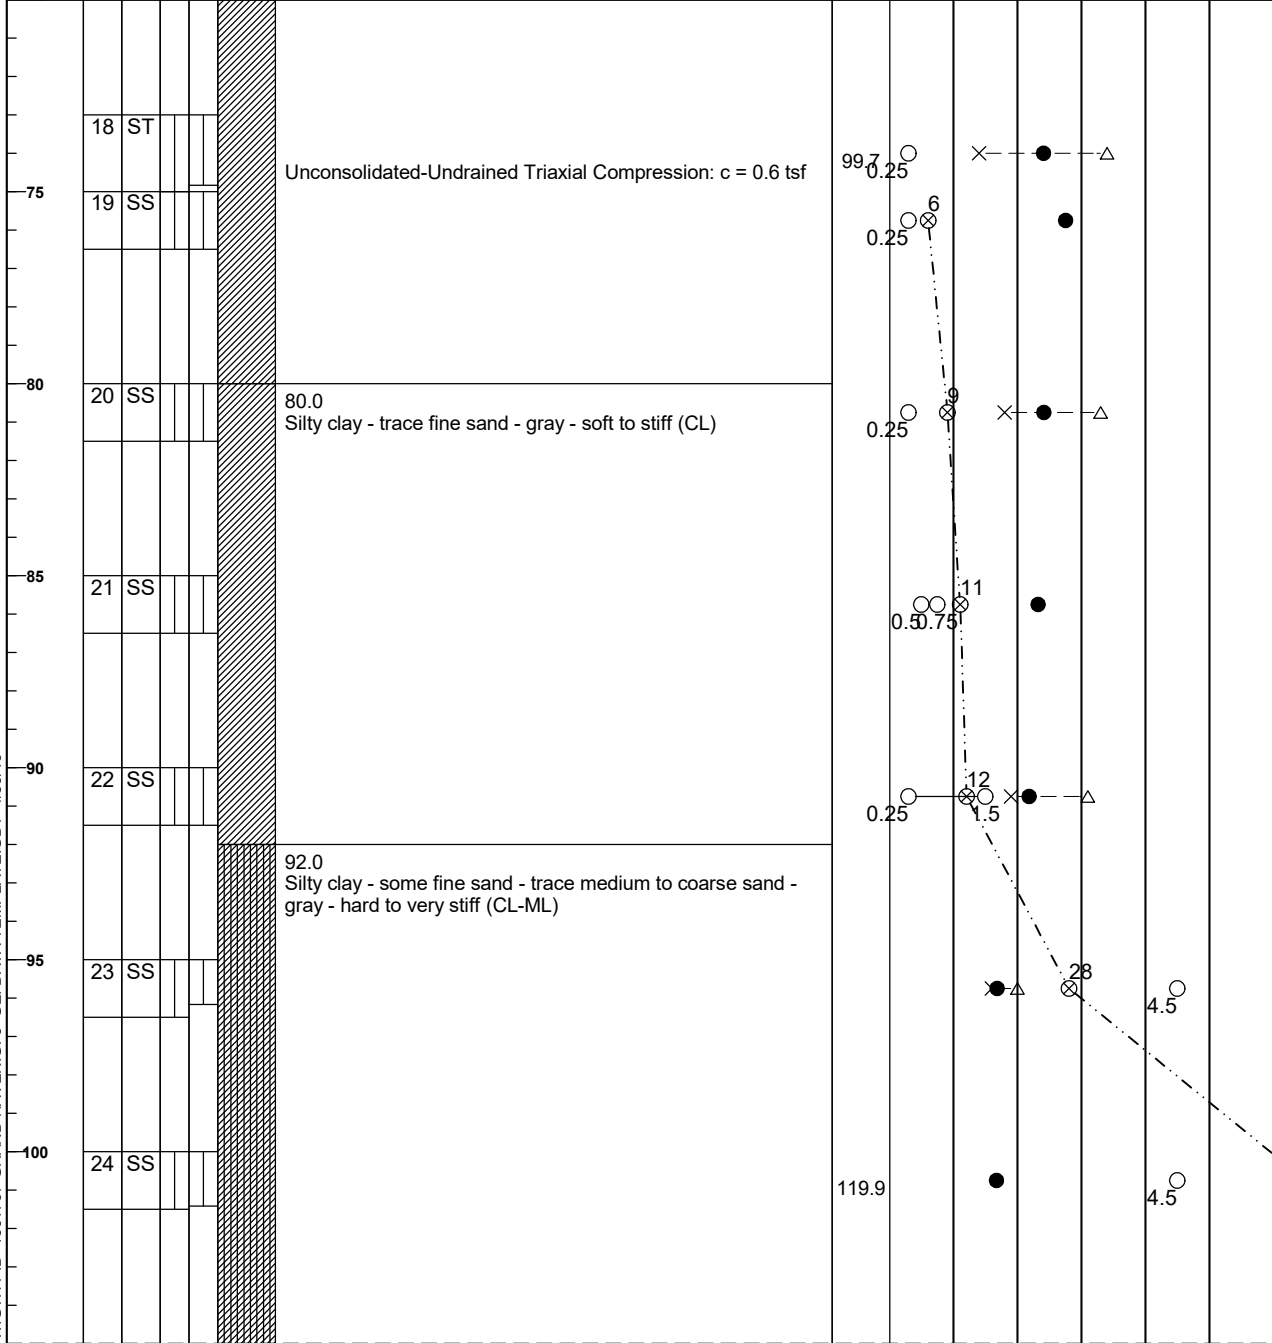 18 ST
Unconsolidated-Undrained Triaxial Compression: c = 0.6 tsf
99.7
0.25
75
19 SS
6
0.25
80
20 SS
80.0
Silty clay - trace fine sand - gray - soft to stiff (CL)
9
0.25
85
21 SS
11
0.5
0.75
90
22 SS
12
0.25
1.5
92.0
Silty clay - some fine sand - trace medium to coarse sand -
gray - hard to very stiff (CL-ML)
95
23 SS
28
4.5
100
24 SS
119.9
4.5